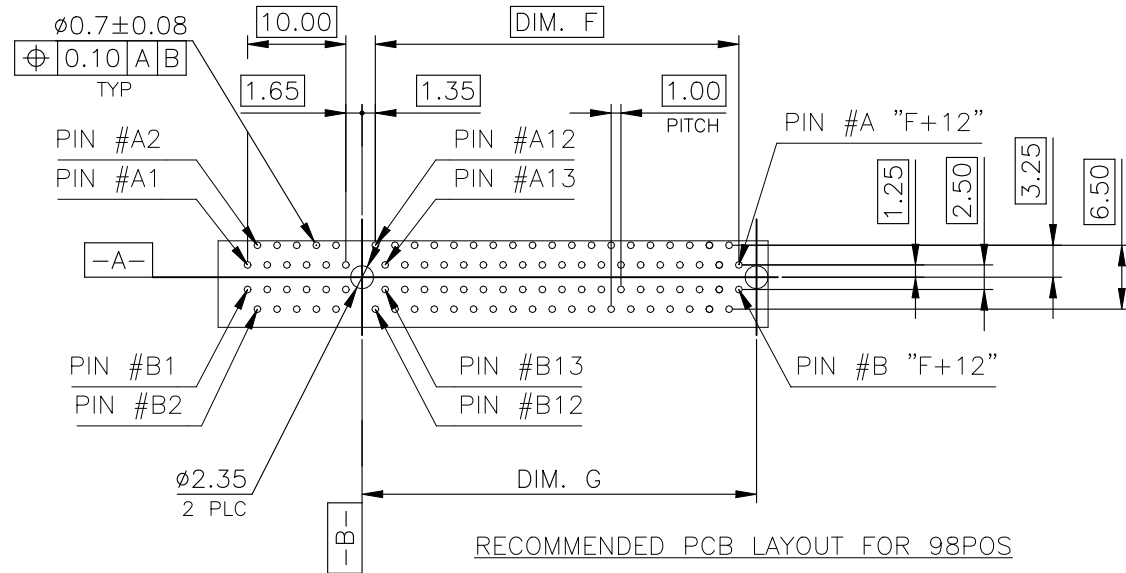 ⌀0.7±0.08
⌖ 0.10 A B
TYP
10.00
DIM. F
1.65
1.35
1.00
PITCH
PIN #A "F+12"
PIN #A2
PIN #A1
PIN #A12
PIN #A13
1.25
2.50
3.25
6.50
-A-
PIN #B1
PIN #B2
PIN #B13
PIN #B12
PIN #B "F+12"
⌀2.35
2 PLC
DIM. G
-B-
RECOMMENDED PCB LAYOUT FOR 98POS